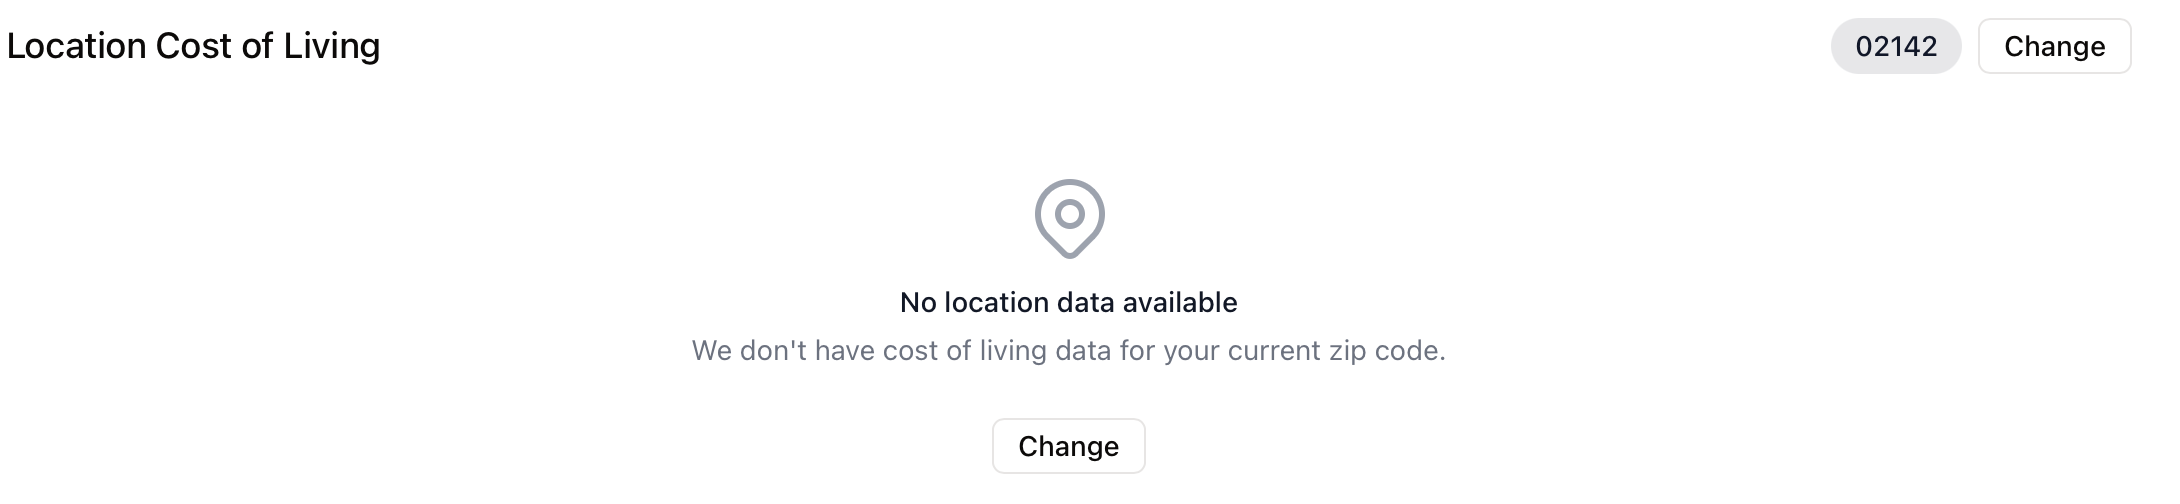 Location Cost of Living
02142
Change
No location data available
We don't have cost of living data for your current zip code.
Change